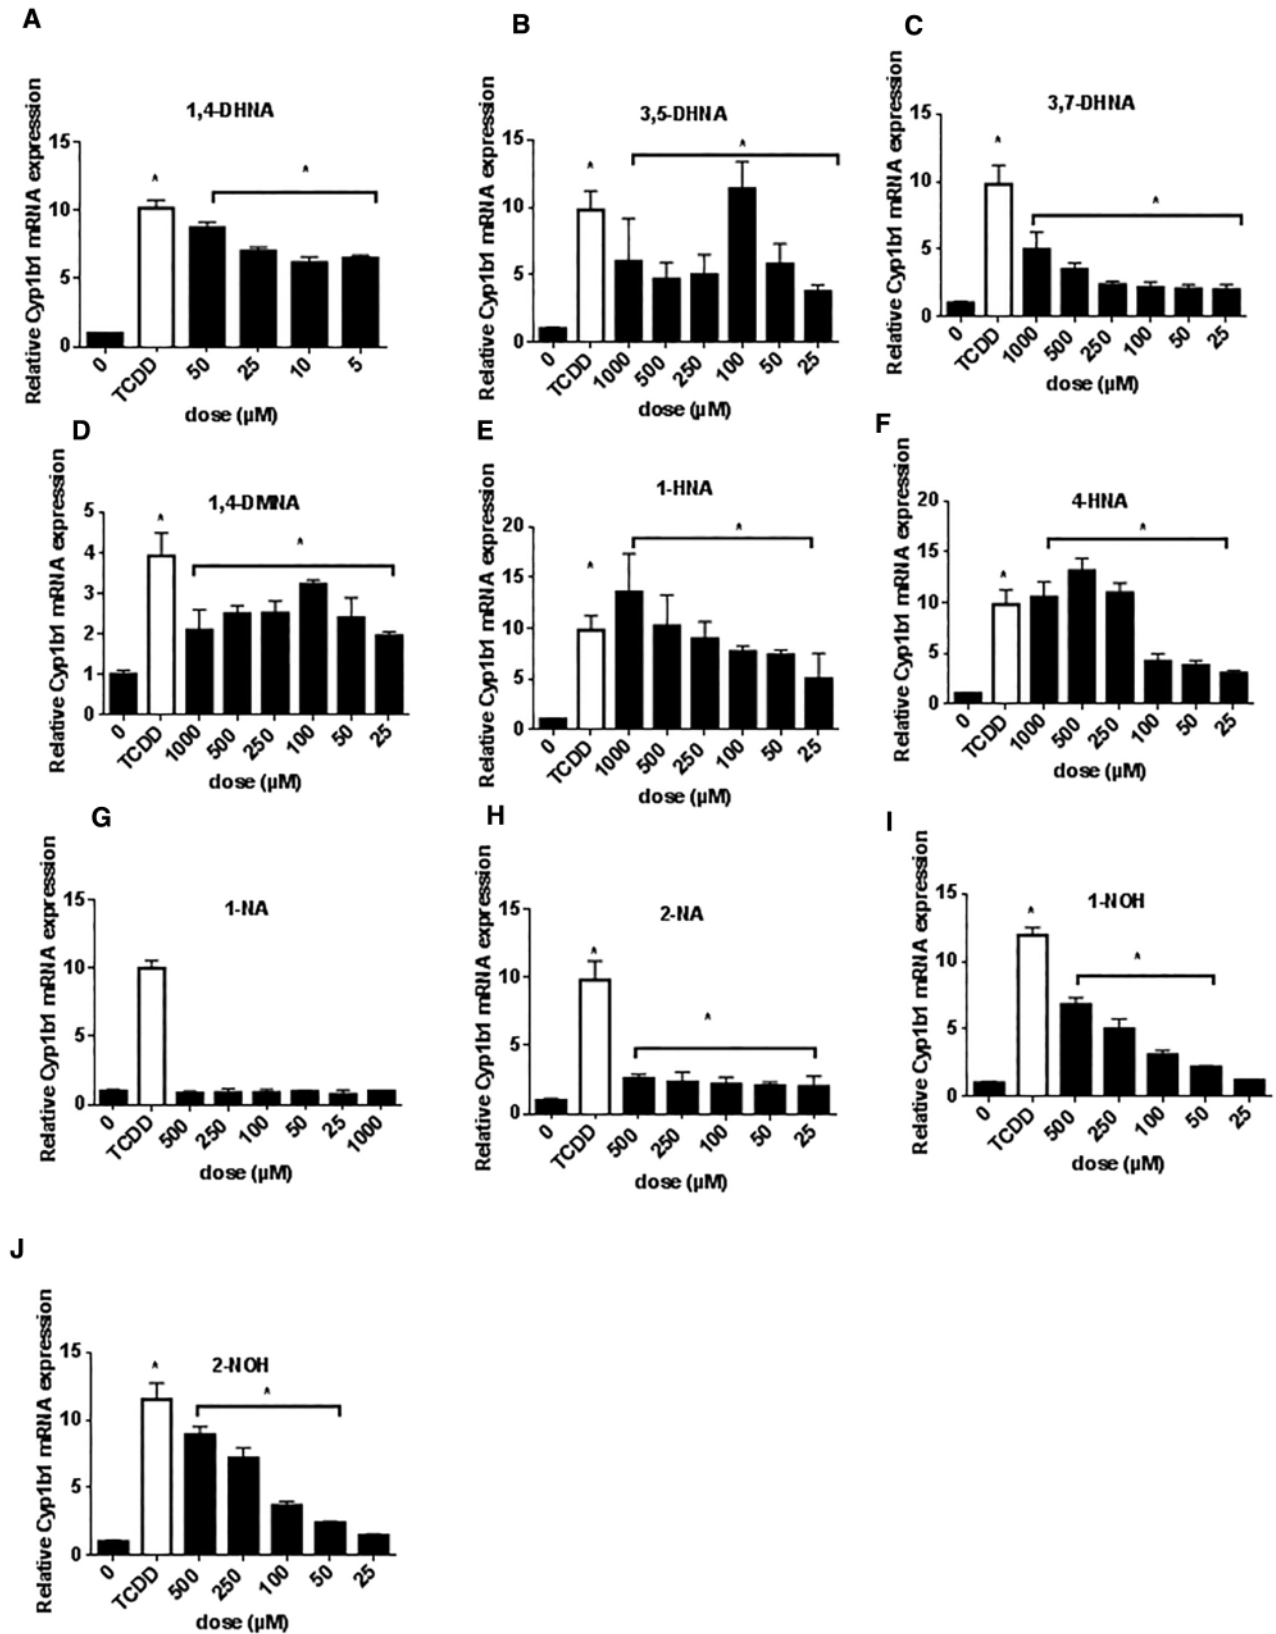 A
1,4-DHNA
Relative Cyp1b1 mRNA expression
15
10
5
0
^
^
0 TCDD 50 25 10 5
dose (µM)
B
3,5-DHNA
Relative Cyp1b1 mRNA expression
15
10
5
0
^
^
0 TCDD 1000 500 250 100 50 25
dose (µM)
C
3,7-DHNA
Relative Cyp1b1 mRNA expression
15
10
5
0
^
^
0 TCDD 1000 500 250 100 50 25
dose (µM)
D
1,4-DMNA
Relative Cyp1b1 mRNA expression
5
4
3
2
1
0
^
^
0 TCDD 1000 500 250 100 50 25
dose (µM)
E
1-HNA
Relative Cyp1b1 mRNA expression
20
15
10
5
0
^
^
0 TCDD 1000 500 250 100 50 25
dose (µM)
F
4-HNA
Relative Cyp1b1 mRNA expression
20
15
10
5
0
^
^
0 TCDD 1000 500 250 100 50 25
dose (µM)
G
1-NA
Relative Cyp1b1 mRNA expression
15
10
5
0
0 TCDD 500 250 100 50 25 1000
dose (µM)
H
2-NA
Relative Cyp1b1 mRNA expression
15
10
5
0
^
^
0 TCDD 500 250 100 50 25
dose (µM)
I
1-NOH
Relative Cyp1b1 mRNA expression
15
10
5
0
^
^
0 TCDD 500 250 100 50 25
dose (µM)
J
2-NOH
Relative Cyp1b1 mRNA expression
15
10
5
0
^
^
0 TCDD 500 250 100 50 25
dose (µM)